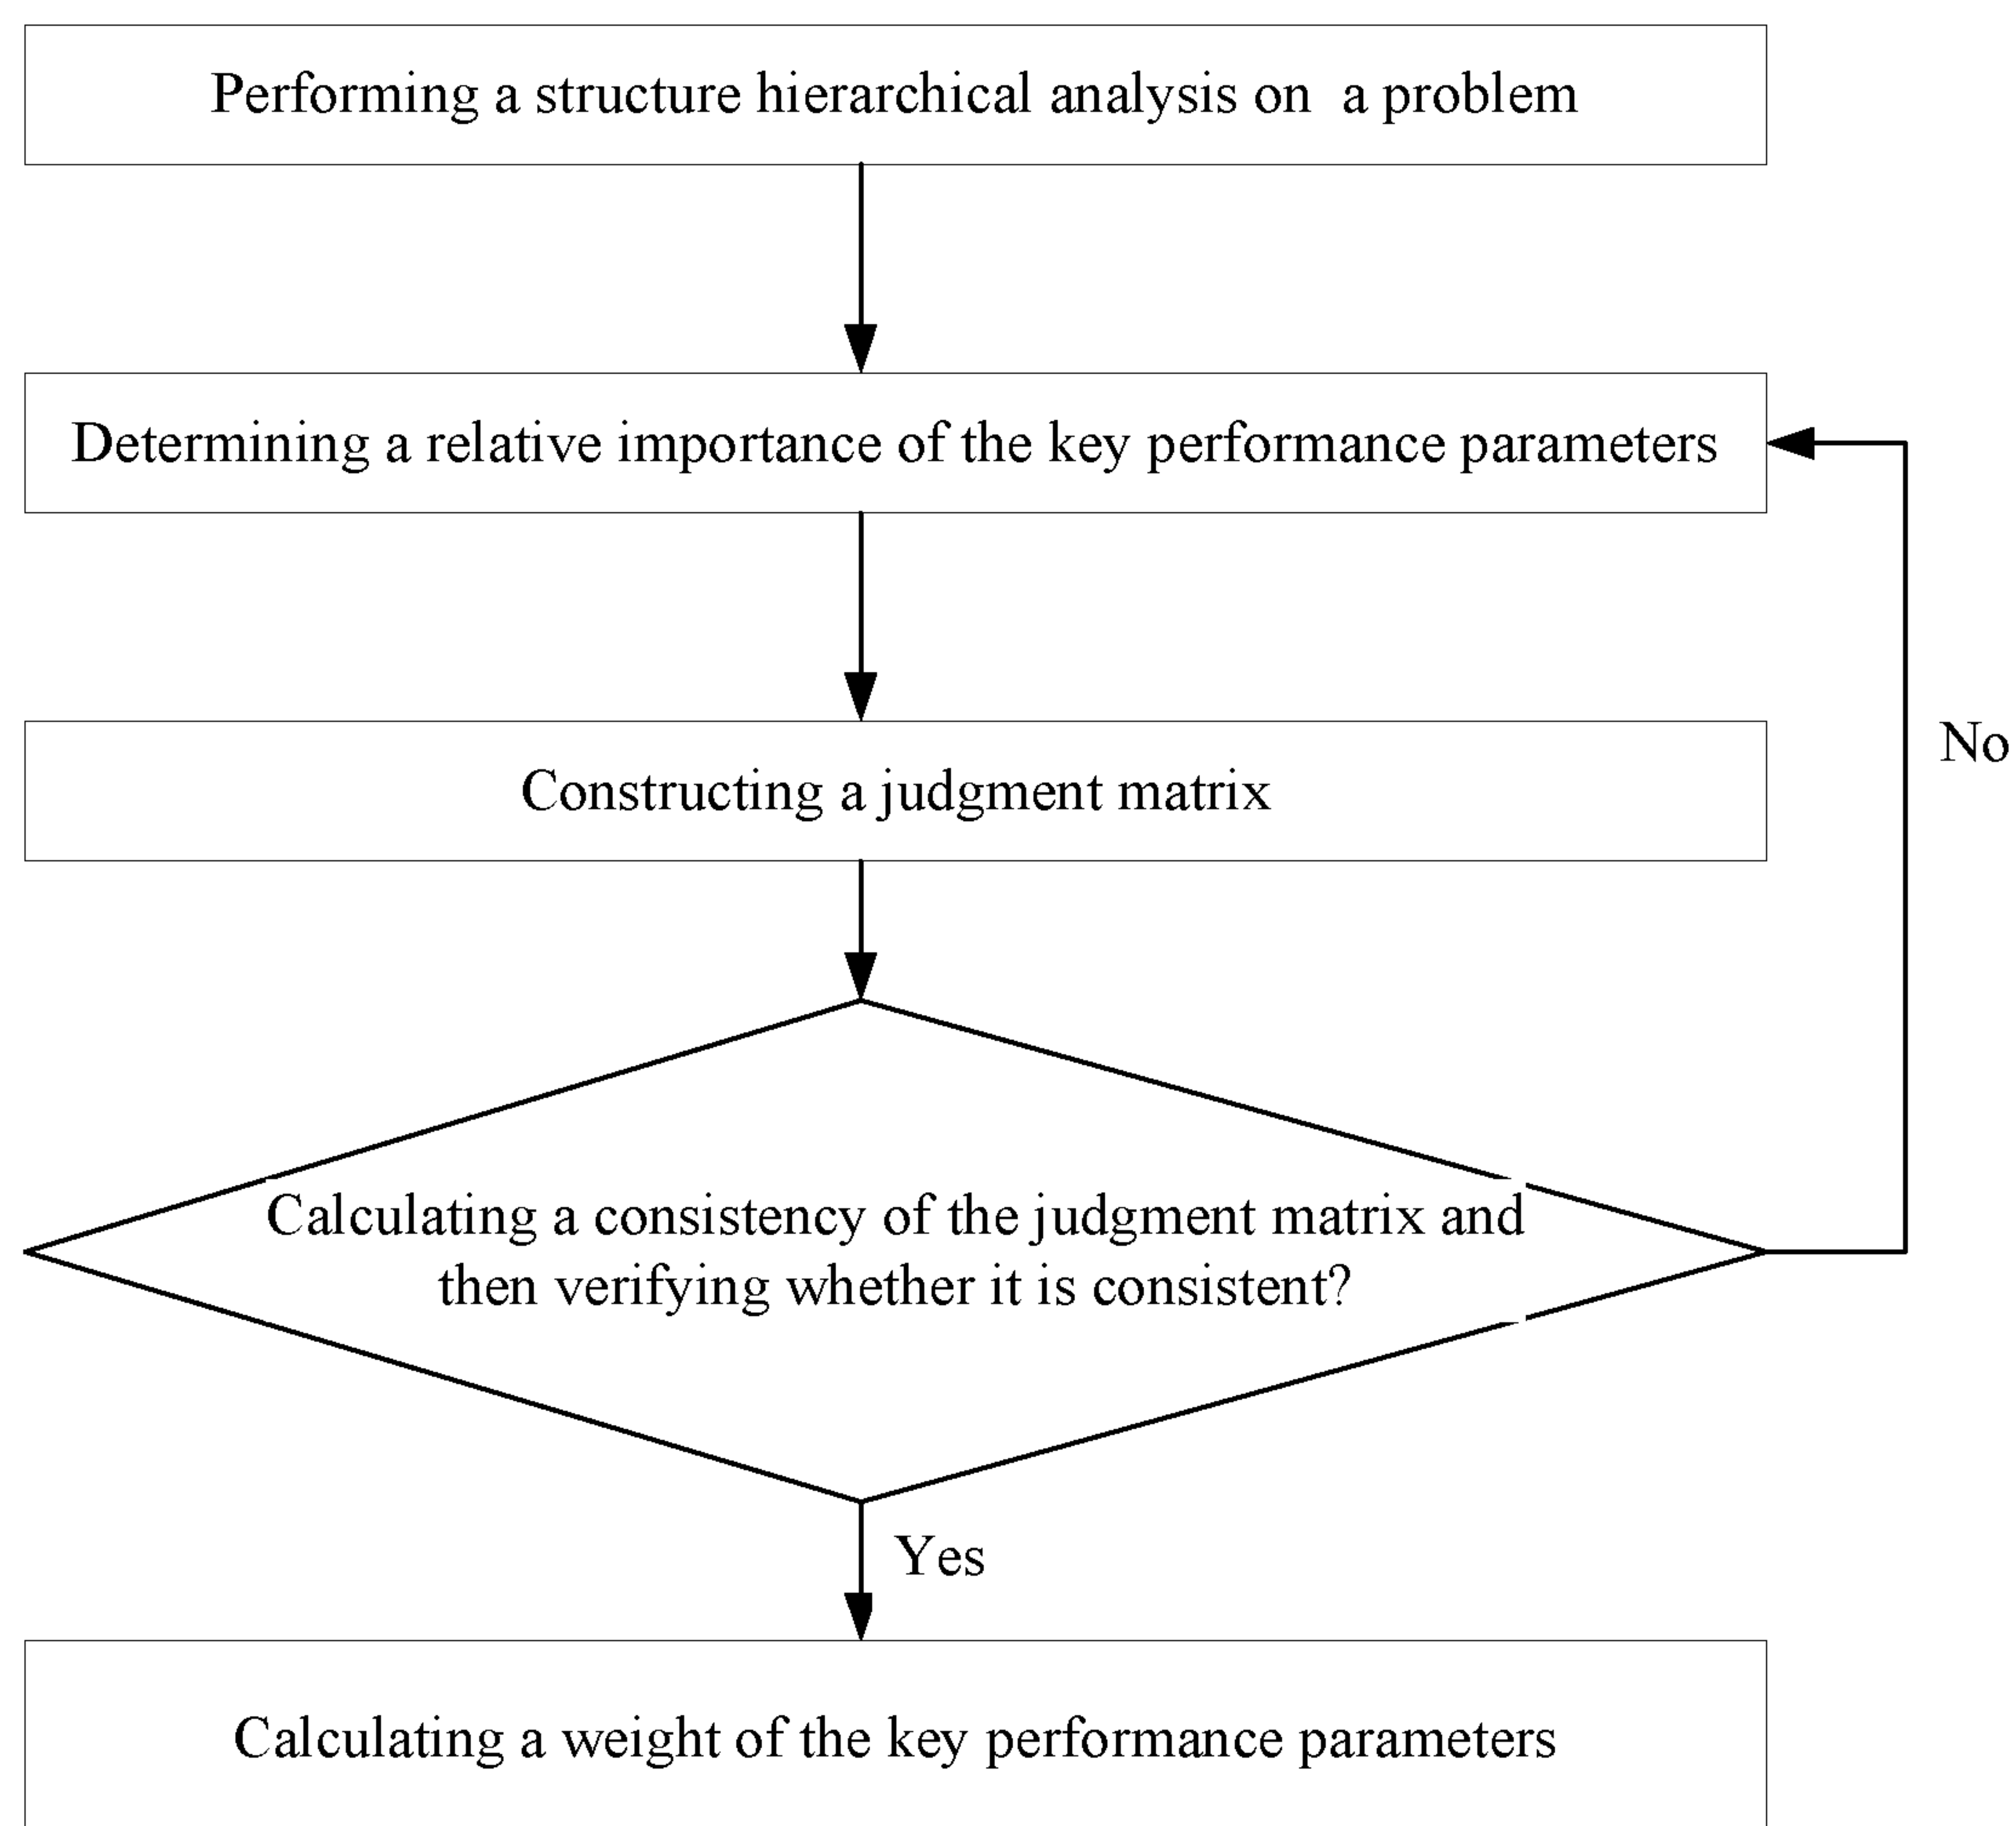 Performing a structure hierarchical analysis on a problem
Determining a relative importance of the key performance parameters
No
Constructing a judgment matrix
Calculating a consistency of the judgment matrix and
then verifying whether it is consistent?
Yes
Calculating a weight of the key performance parameters